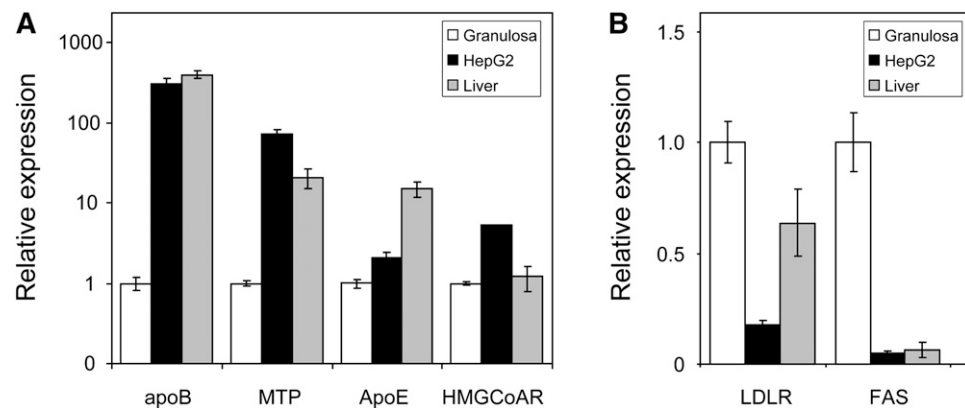 A
Relative expression
1000
100
10
1
0
Granulosa
HepG2
Liver
apoB MTP ApoE HMGCoAR
B
Relative expression
1.5
1.0
0.5
0
Granulosa
HepG2
Liver
LDLR FAS